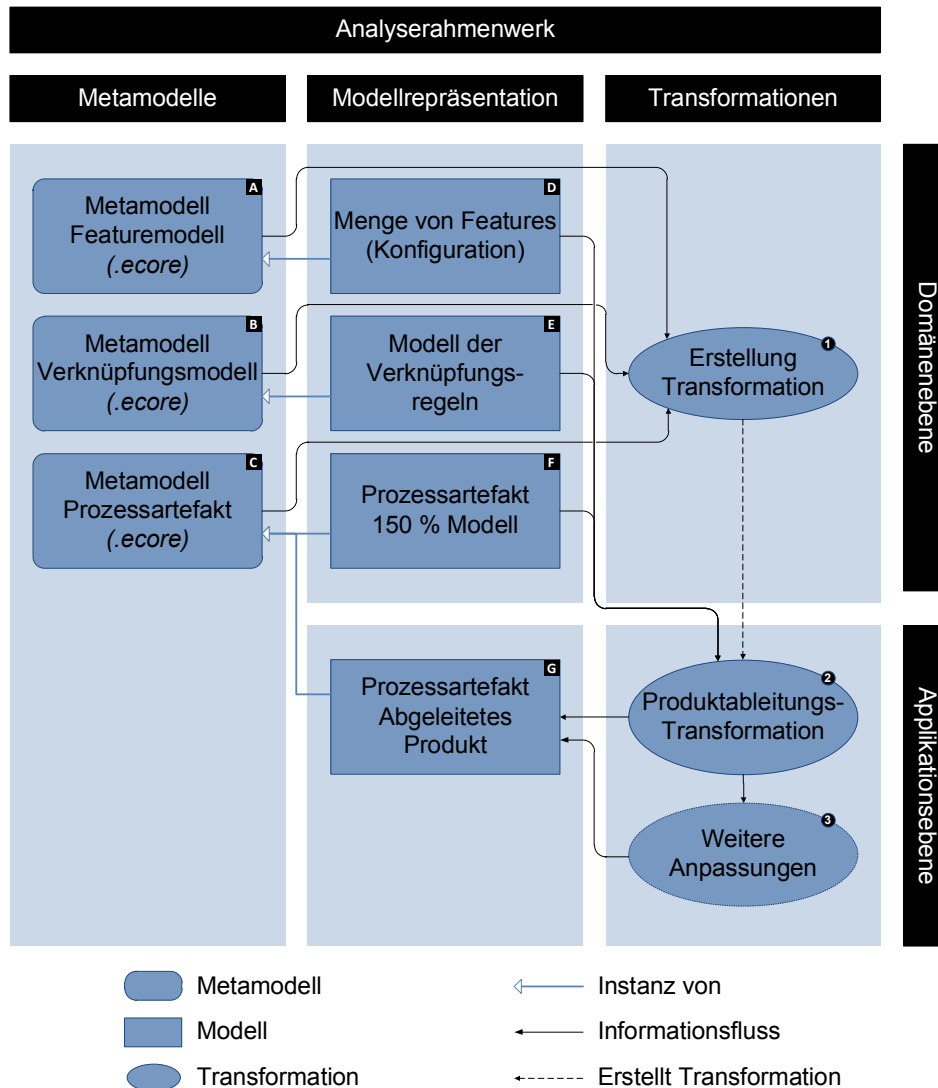 Analyserahmenwerk
Metamodelle
Modellrepräsentation
Transformationen
A
Metamodell
Featuremodell
(.ecore)
D
Menge von Features
(Konfiguration)
B
Metamodell
Verknüpfungsmodell
(.ecore)
E
Modell der
Verknüpfungs-
regeln
1
Erstellung
Transformation
C
Metamodell
Prozessartefakt
(.ecore)
F
Prozessartefakt
150 % Modell
Domänenebene
G
Prozessartefakt
Abgeleitetes
Produkt
2
Produktableitungs-
Transformation
3
Weitere
Anpassungen
Applikationsebene
Metamodell
Instanz von
Modell
Informationsfluss
Transformation
Erstellt Transformation